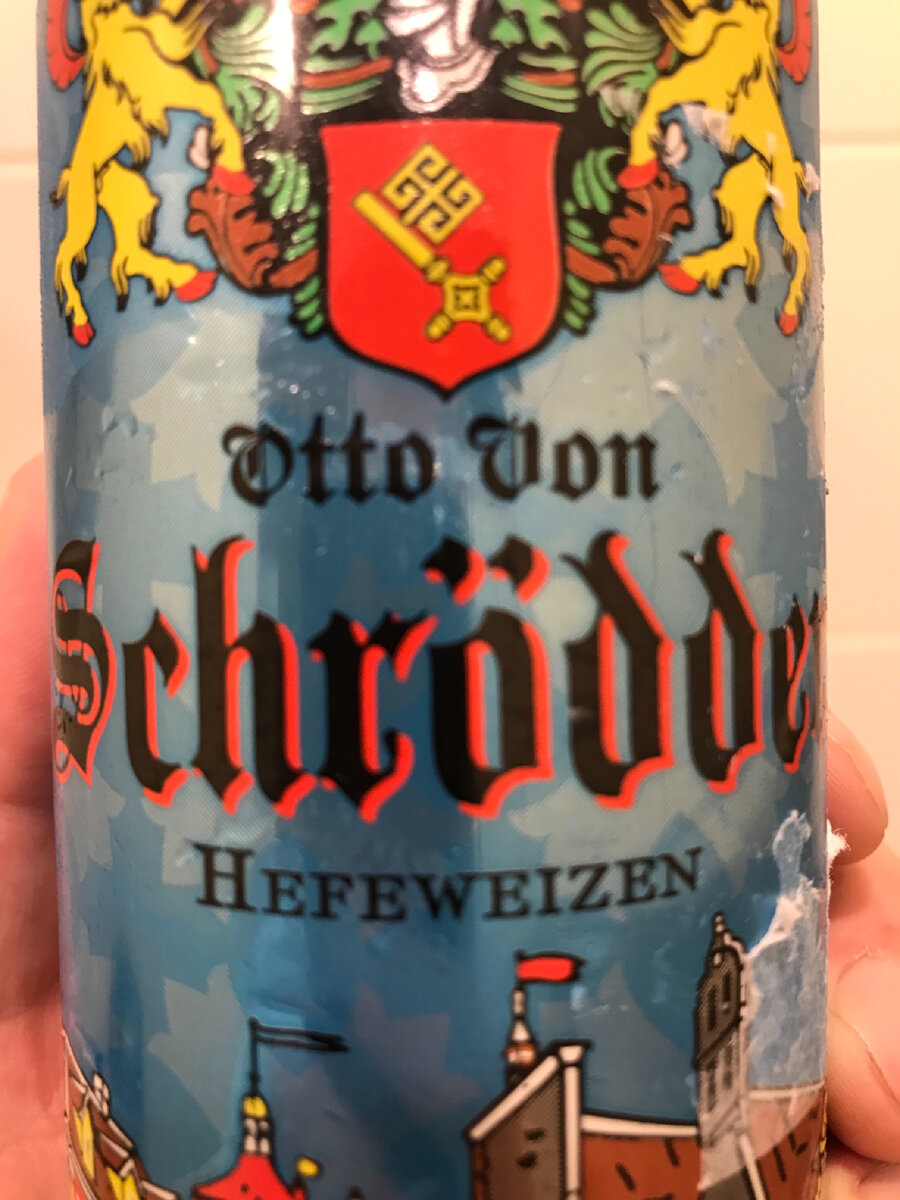 Otto Von
Schrödder
HEFEWEIZEN